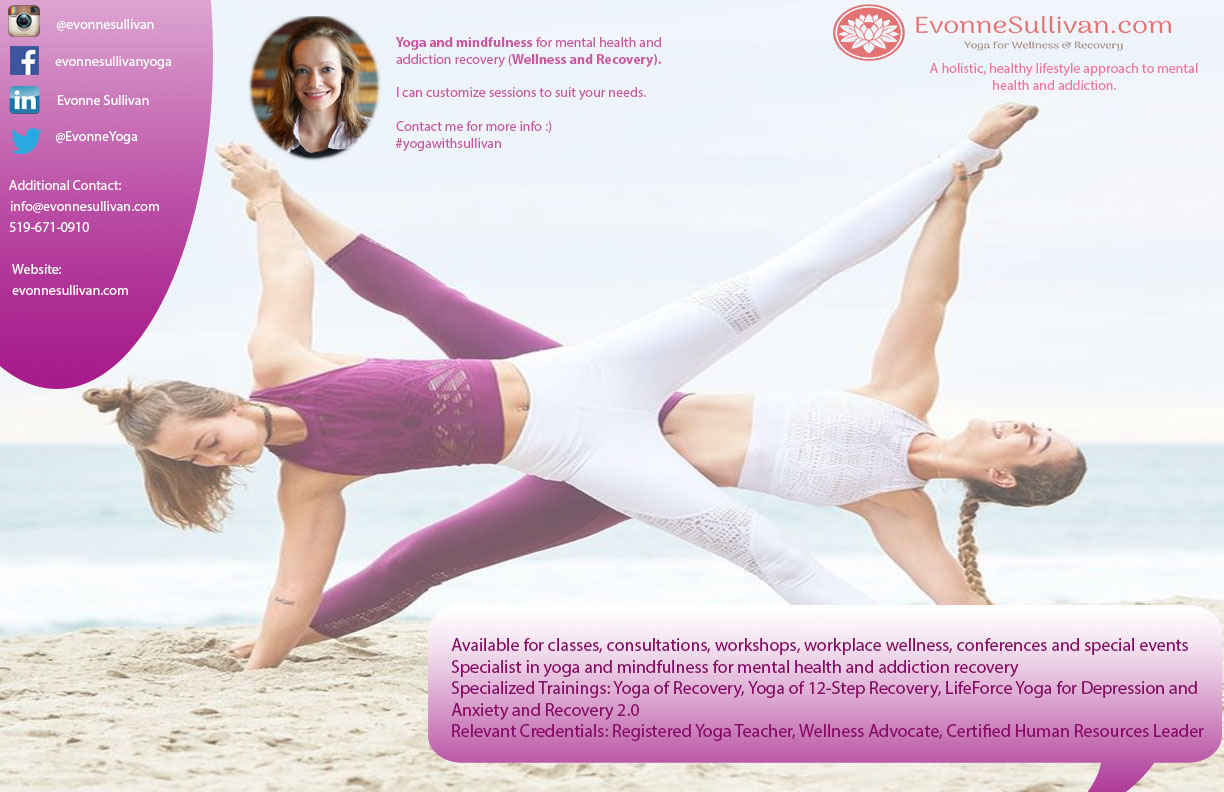 @evonnesullivan
evonnesullivanyoga
Evonne Sullivan
@EvonneYoga
Additional Contact:
info@evonnesullivan.com
519-671-0910
Website:
evonnesullivan.com
Yoga and mindfulness for mental health and
addiction recovery (Wellness and Recovery).
I can customize sessions to suit your needs.
Contact me for more info :)
#yogawithsullivan
EvonneSullivan.com
Yoga for Wellness & Recovery
A holistic, healthy lifestyle approach to mental
health and addiction.
Available for classes, consultations, workshops, workplace wellness, conferences and special events
Specialist in yoga and mindfulness for mental health and addiction recovery
Specialized Trainings: Yoga of Recovery, Yoga of 12-Step Recovery, LifeForce Yoga for Depression and
Anxiety and Recovery 2.0
Relevant Credentials: Registered Yoga Teacher, Wellness Advocate, Certified Human Resources Leader